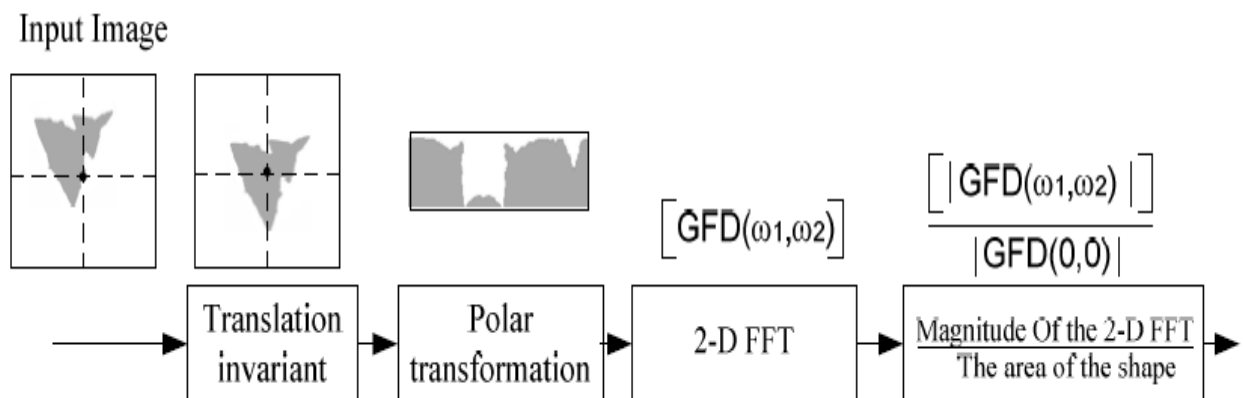 Input Image
[GFD(ω1,ω2)]
[|GFD(ω1,ω2)|]
|GFD(0,0)|
Translation
invariant
Polar
transformation
2-D FFT
Magnitude Of the 2-D FFT
The area of the shape